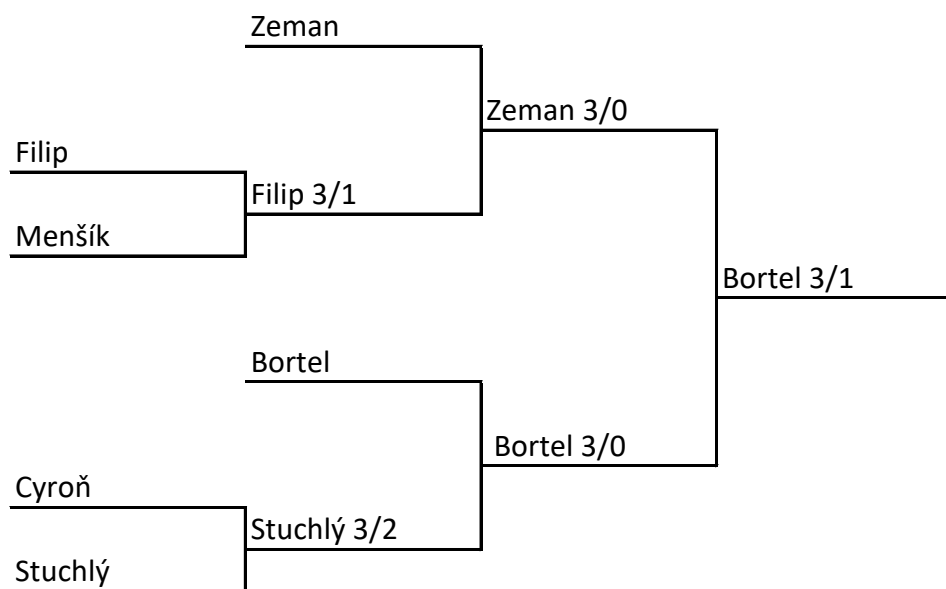 Zeman
Zeman 3/0
Filip
Filip 3/1
Menšík
Bortel 3/1
Bortel
Bortel 3/0
Cyroň
Stuchlý 3/2
Stuchlý